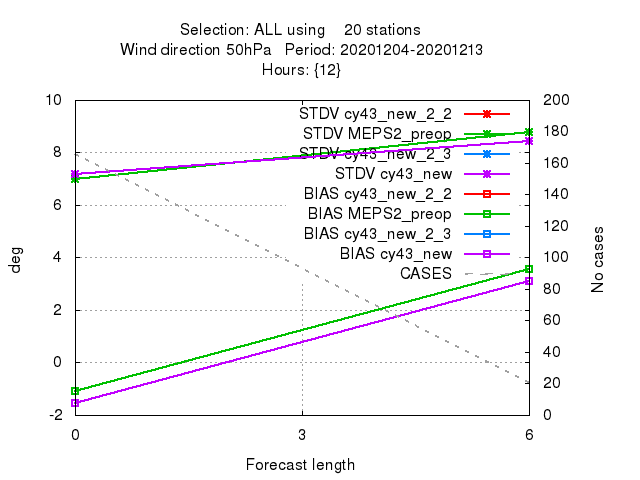 Selection: ALL using    20 stations
Wind direction 50hPa   Period: 20201204-20201213
Hours: {12}
10
8
6
4
2
0
-2
deg
200
180
160
140
120
100
80
60
40
20
0
No cases
STDV cy43_new_2_2
STDV MEPS2_preop
STDV cy43_new_2_3
STDV cy43_new
BIAS cy43_new_2_2
BIAS MEPS2_preop
BIAS cy43_new_2_3
BIAS cy43_new
CASES
0
3
6
Forecast length